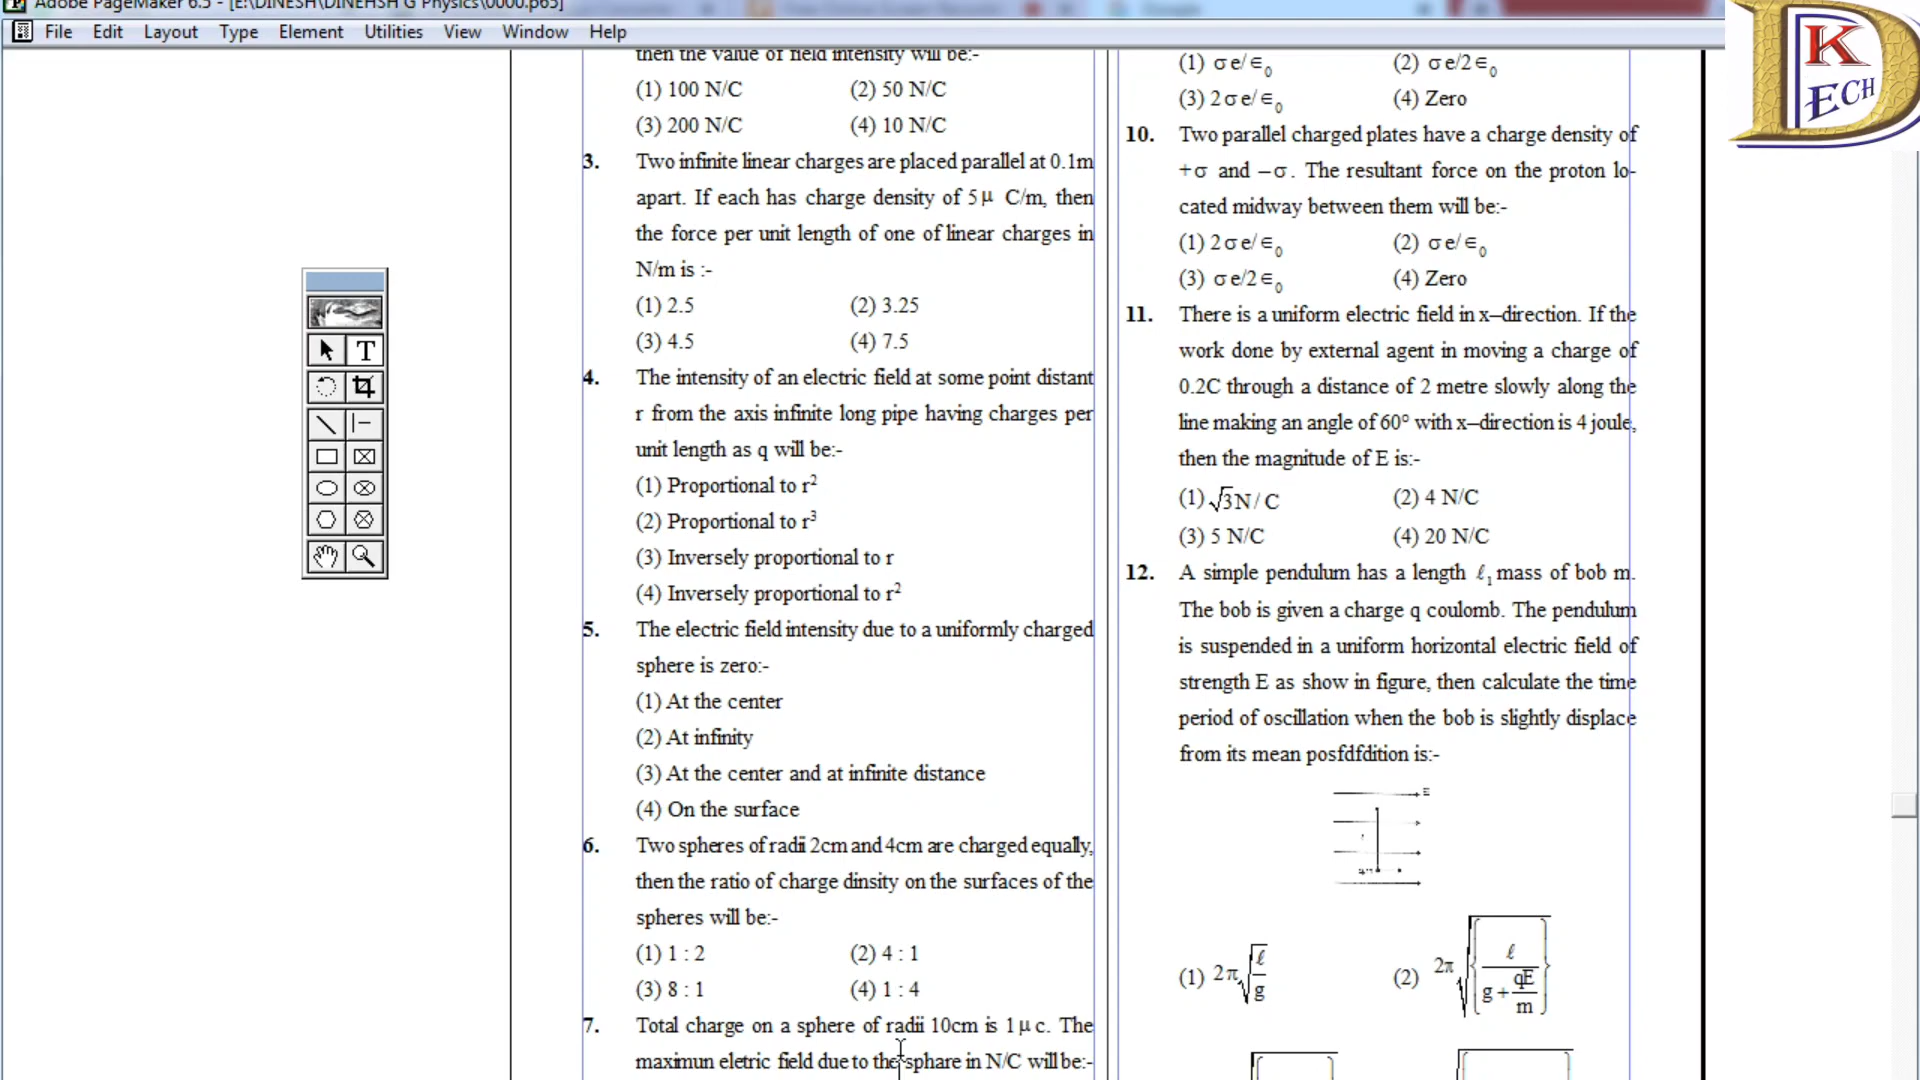 Adobe PageMaker 6.5 - [E:\DINESH\DINEHSH G Physics\0000.p65]
File Edit Layout Type Element Utilities View Window Help
K
ECH
then the value of field intensity will be:-
(1) 100 N/C (2) 50 N/C
(3) 200 N/C (4) 10 N/C
3. Two infinite linear charges are placed parallel at 0.1m
apart. If each has charge density of 5μ C/m, then
the force per unit length of one of linear charges in
N/m is :-
(1) 2.5 (2) 3.25
(3) 4.5 (4) 7.5
4. The intensity of an electric field at some point distant
r from the axis infinite long pipe having charges per
unit length as q will be:-
(1) Proportional to r²
(2) Proportional to r³
(3) Inversely proportional to r
(4) Inversely proportional to r²
5. The electric field intensity due to a uniformly charged
sphere is zero:-
(1) At the center
(2) At infinity
(3) At the center and at infinite distance
(4) On the surface
6. Two spheres of radii 2cm and 4cm are charged equally,
then the ratio of charge dinsity on the surfaces of the
spheres will be:-
(1) 1 : 2 (2) 4 : 1
(3) 8 : 1 (4) 1 : 4
7. Total charge on a sphere of radii 10cm is 1μc. The
maximun eletric field due to the sphare in N/C will be:-
(1) σe/∈₀ (2) σe/2∈₀
(3) 2σe/∈₀ (4) Zero
10. Two parallel charged plates have a charge density of
+σ and –σ. The resultant force on the proton lo-
cated midway between them will be:-
(1) 2σe/∈₀ (2) σe/∈₀
(3) σe/2∈₀ (4) Zero
11. There is a uniform electric field in x–direction. If the
work done by external agent in moving a charge of
0.2C through a distance of 2 metre slowly along the
line making an angle of 60° with x–direction is 4 joule,
then the magnitude of E is:-
(1) √3 N/C (2) 4 N/C
(3) 5 N/C (4) 20 N/C
12. A simple pendulum has a length ℓ₁ mass of bob m.
The bob is given a charge q coulomb. The pendulum
is suspended in a uniform horizontal electric field of
strength E as show in figure, then calculate the time
period of oscillation when the bob is slightly displace
from its mean posfdfdition is:-
E
(1) 2π√(ℓ/g) (2) 2π√{ℓ/(g+qE/m)}